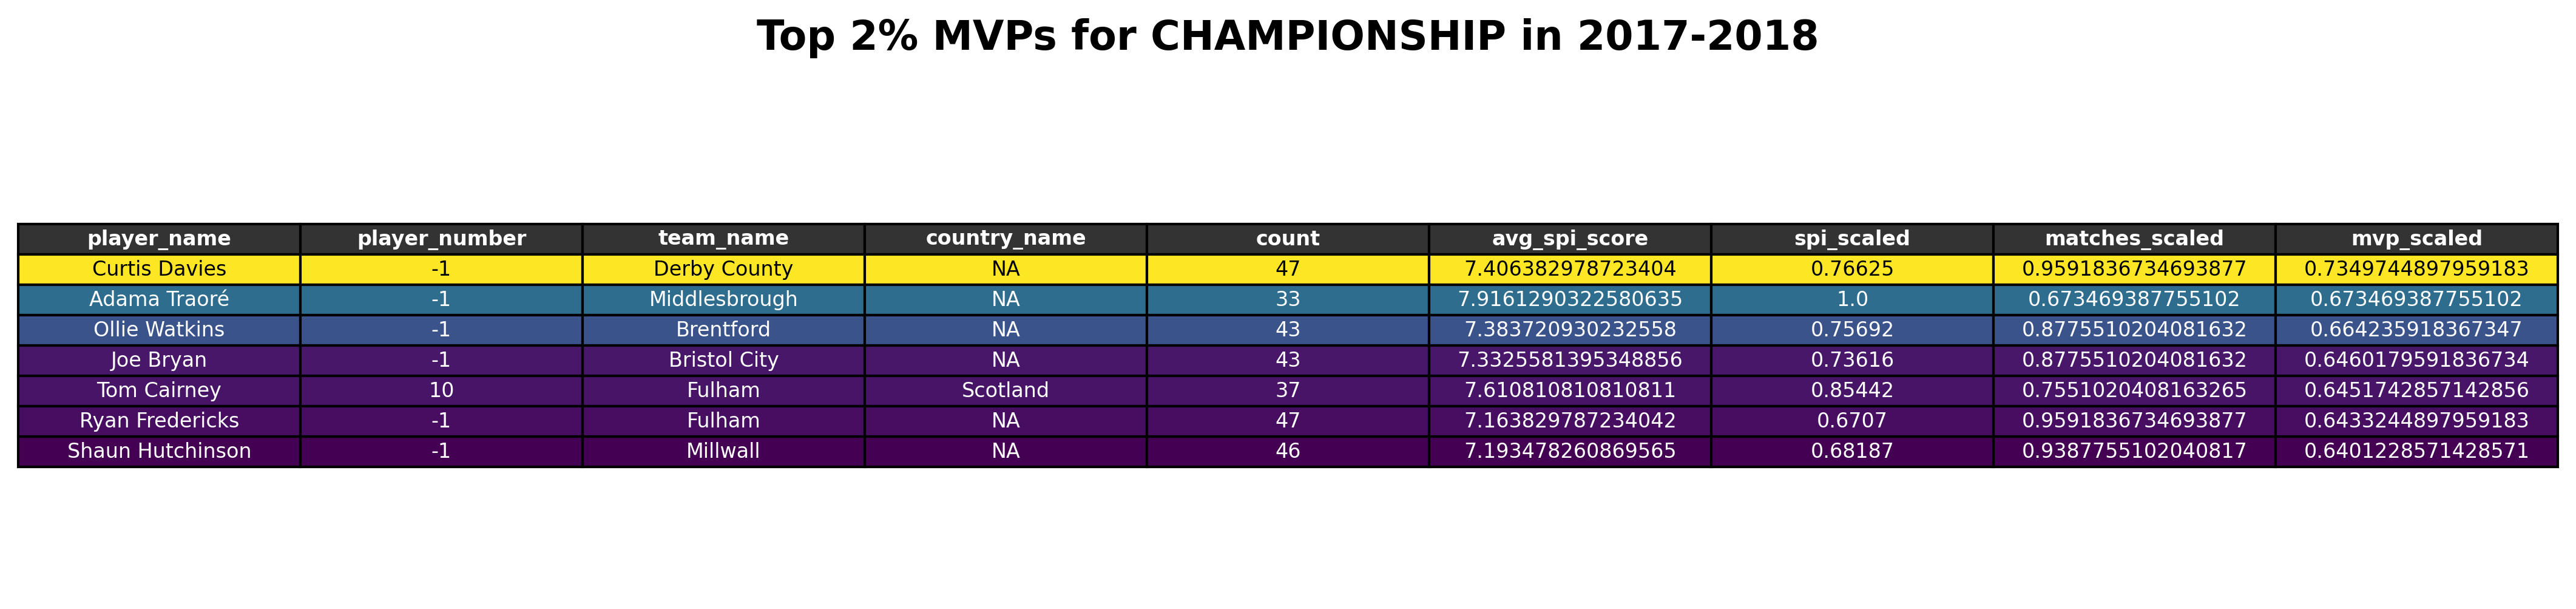 Top 2% MVPs for CHAMPIONSHIP in 2017-2018
player_name player_number team_name country_name count avg_spi_score spi_scaled matches_scaled mvp_scaled
Curtis Davies -1 Derby County NA 47 7.406382978723404 0.76625 0.9591836734693877 0.7349744897959183
Adama Traoré -1 Middlesbrough NA 33 7.9161290322580635 1.0 0.673469387755102 0.673469387755102
Ollie Watkins -1 Brentford NA 43 7.383720930232558 0.75692 0.8775510204081632 0.664235918367347
Joe Bryan -1 Bristol City NA 43 7.3325581395348856 0.73616 0.8775510204081632 0.6460179591836734
Tom Cairney 10 Fulham Scotland 37 7.610810810810811 0.85442 0.7551020408163265 0.6451742857142856
Ryan Fredericks -1 Fulham NA 47 7.163829787234042 0.6707 0.9591836734693877 0.6433244897959183
Shaun Hutchinson -1 Millwall NA 46 7.193478260869565 0.68187 0.9387755102040817 0.6401228571428571